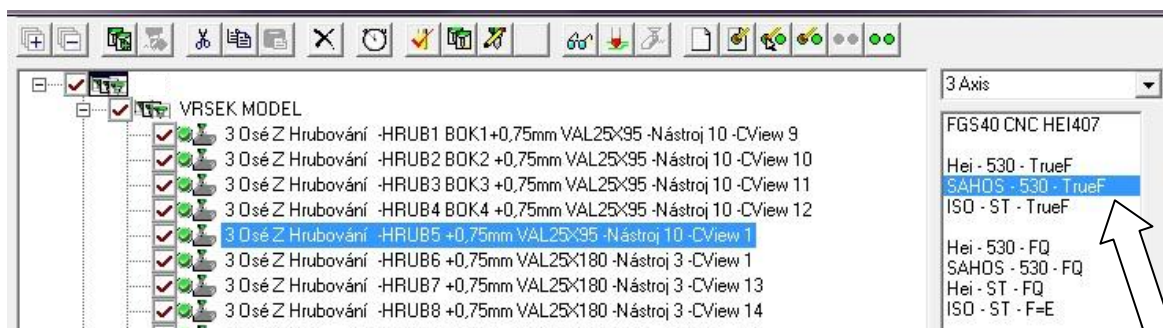 VRSEK MODEL
3 Osé Z Hrubování -HRUB1 BOK1+0,75mm VAL25X95 -Nástroj 10 -CView 9
3 Osé Z Hrubování -HRUB2 BOK2 +0,75mm VAL25X95 -Nástroj 10 -CView 10
3 Osé Z Hrubování -HRUB3 BOK3 +0,75mm VAL25X95 -Nástroj 10 -CView 11
3 Osé Z Hrubování -HRUB4 BOK4 +0,75mm VAL25X95 -Nástroj 10 -CView 12
3 Osé Z Hrubování -HRUB5 +0,75mm VAL25X95 -Nástroj 10 -CView 1
3 Osé Z Hrubování -HRUB6 +0,75mm VAL25X180 -Nástroj 3 -CView 1
3 Osé Z Hrubování -HRUB7 +0,75mm VAL25X180 -Nástroj 3 -CView 13
3 Osé Z Hrubování -HRUB8 +0,75mm VAL25X180 -Nástroj 3 -CView 14
3 Axis
FGS40 CNC HEI407
Hei - 530 - TrueF
SAHOS - 530 - TrueF
ISO - ST - TrueF
Hei - 530 - FQ
SAHOS - 530 - FQ
Hei - ST - FQ
ISO - ST - F=E